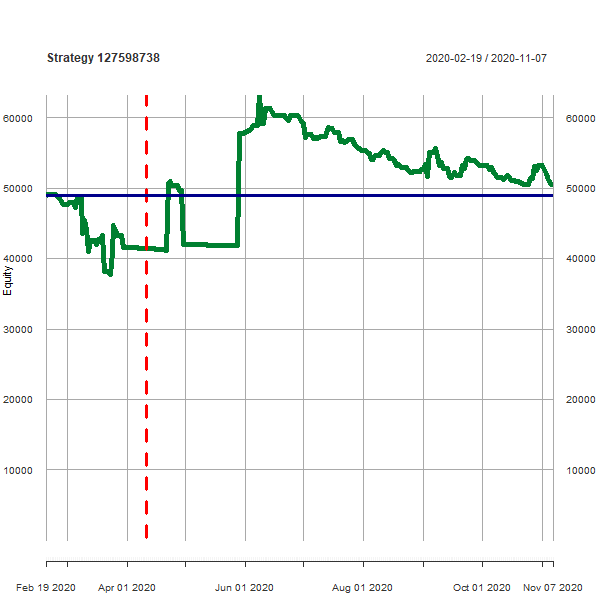 Strategy 127598738 2020-02-19 / 2020-11-07
60000 60000
50000 50000
40000 40000
Equity
30000 30000
20000 20000
10000 10000
Feb 19 2020 Apr 01 2020 Jun 01 2020 Aug 01 2020 Oct 01 2020 Nov 07 2020